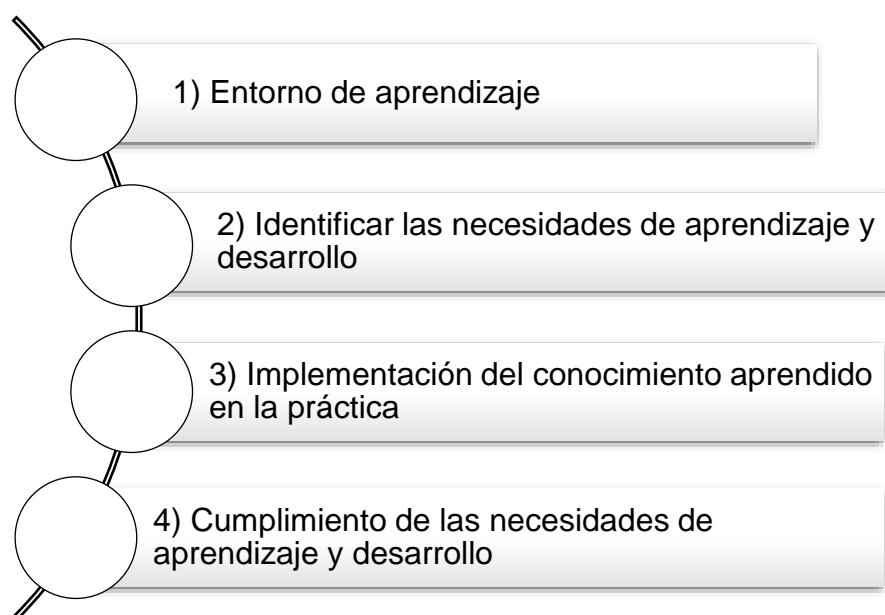 1) Entorno de aprendizaje
2) Identificar las necesidades de aprendizaje y
desarrollo
3) Implementación del conocimiento aprendido
en la práctica
4) Cumplimiento de las necesidades de
aprendizaje y desarrollo